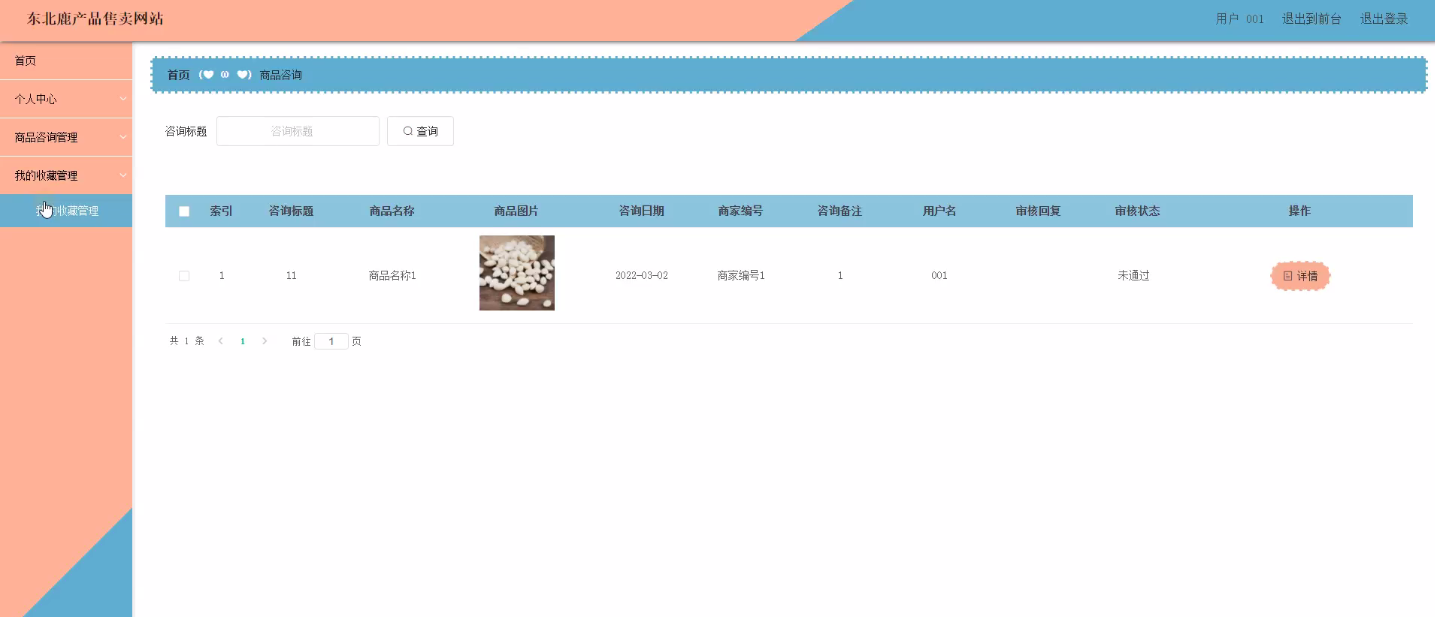 东北鹿产品售卖网站
用户 001 退出到前台 退出登录
首页
个人中心
商品咨询管理
我的收藏管理
我的收藏管理
首页 (♥ ω ♥) 商品咨询
咨询标题 咨询标题 查询
索引 咨询标题 商品名称 商品图片 咨询日期 商家编号 咨询备注 用户名 审核回复 审核状态 操作
1 11 商品名称1 2022-03-02 商家编号1 1 001 未通过 详情
共 1 条 < 1 > 前往 1 页